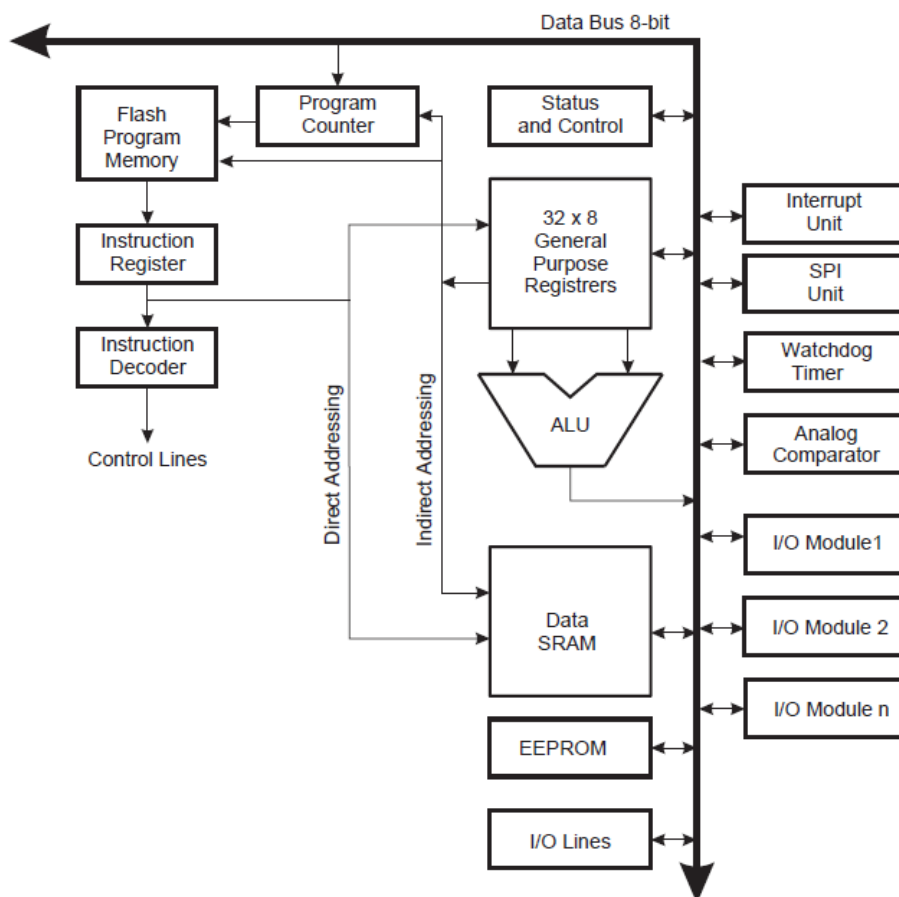 Data Bus 8-bit
Flash
Program
Memory
Program
Counter
Status
and Control
32 x 8
General
Purpose
Registrers
Interrupt
Unit
Instruction
Register
SPI
Unit
Instruction
Decoder
Watchdog
Timer
ALU
Analog
Comparator
Control Lines
Direct Addressing
Indirect Addressing
I/O Module1
Data
SRAM
I/O Module 2
I/O Module n
EEPROM
I/O Lines